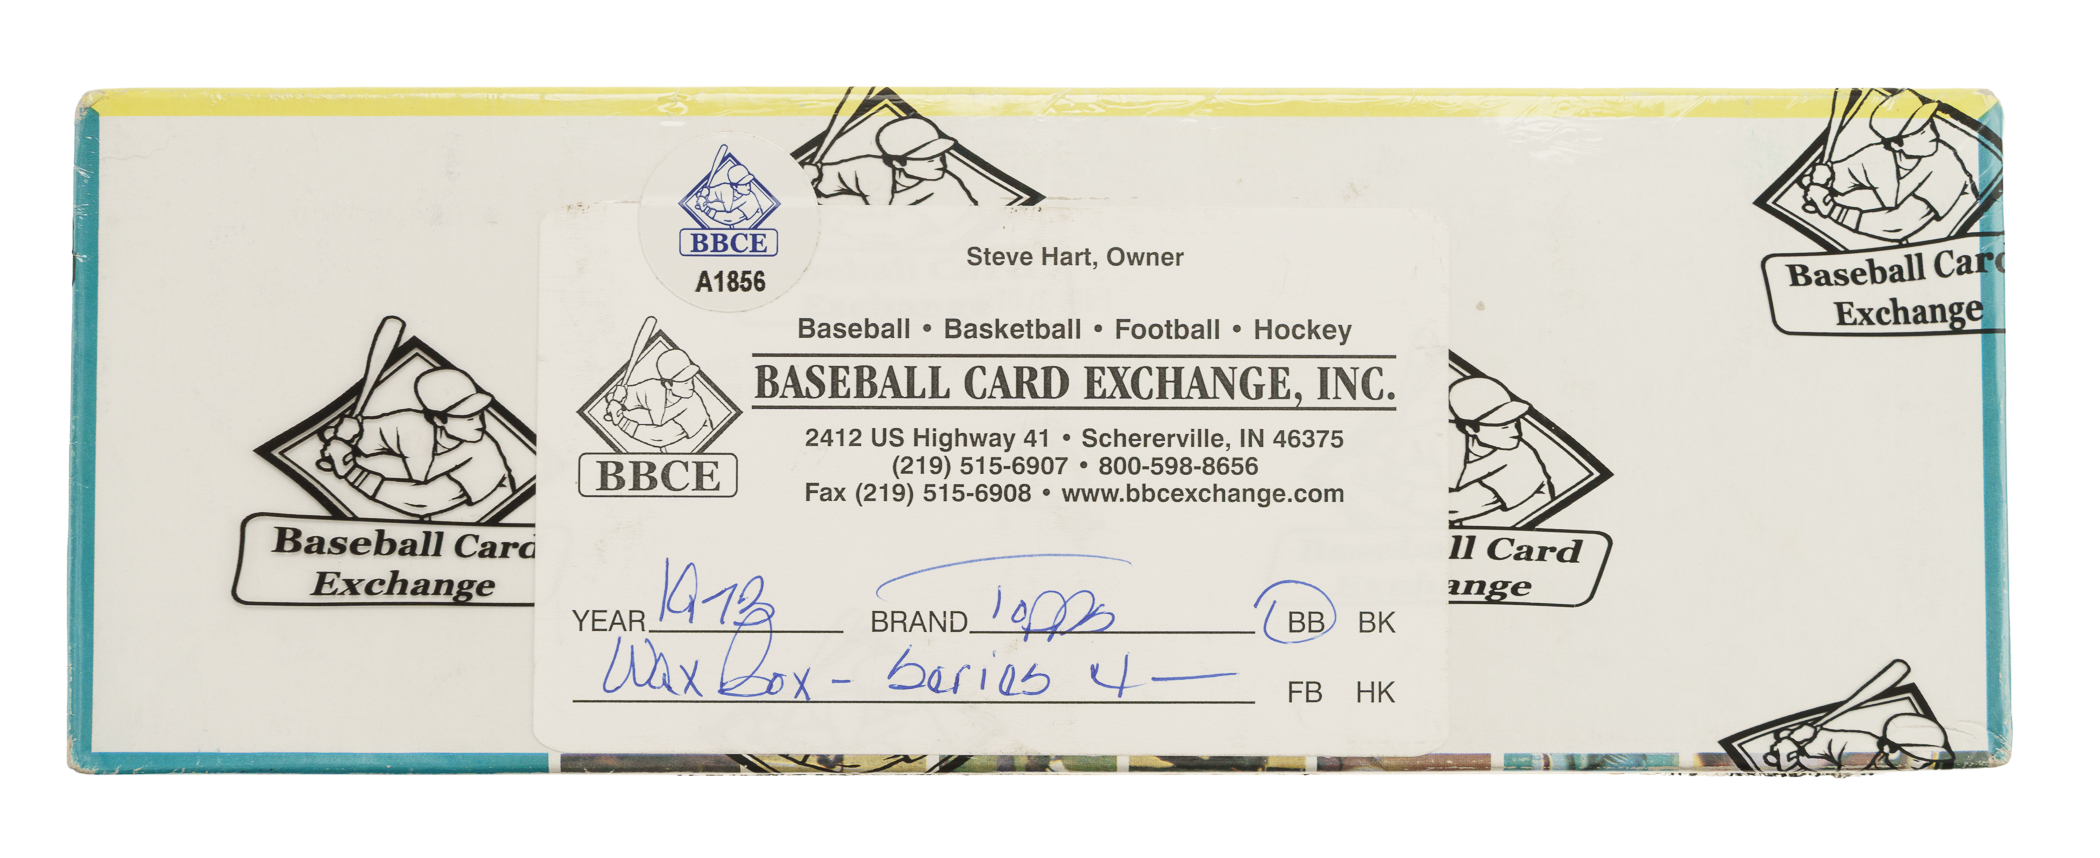 BBCE
A1856
Steve Hart, Owner
Baseball Card
Exchange
Baseball • Basketball • Football • Hockey
BASEBALL CARD EXCHANGE, INC.
2412 US Highway 41 • Schererville, IN 46375
(219) 515-6907 • 800-598-8656
Fax (219) 515-6908 • www.bbcexchange.com
BBCE
Baseball Card
Exchange
ll Card
ange
YEAR 1973 BRAND Topps BB BK
Wax Box - Series 4 — FB HK